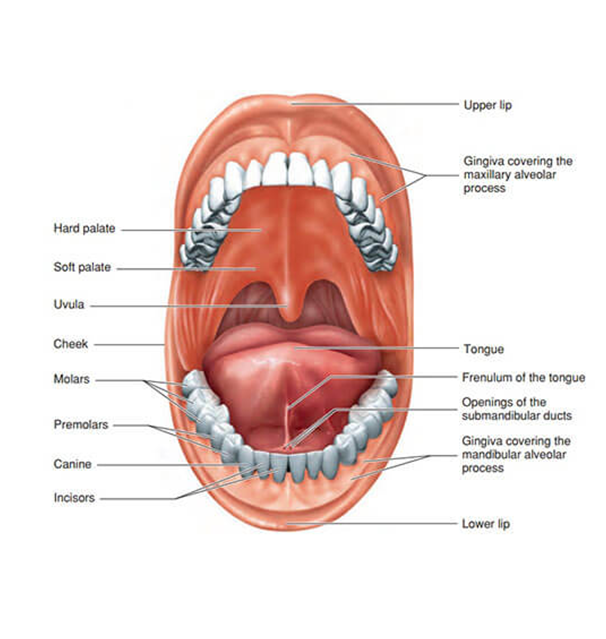 Upper lip
Gingiva covering the
maxillary alveolar
process
Hard palate
Soft palate
Uvula
Cheek
Molars
Premolars
Canine
Incisors
Tongue
Frenulum of the tongue
Openings of the
submandibular ducts
Gingiva covering the
mandibular alveolar
process
Lower lip